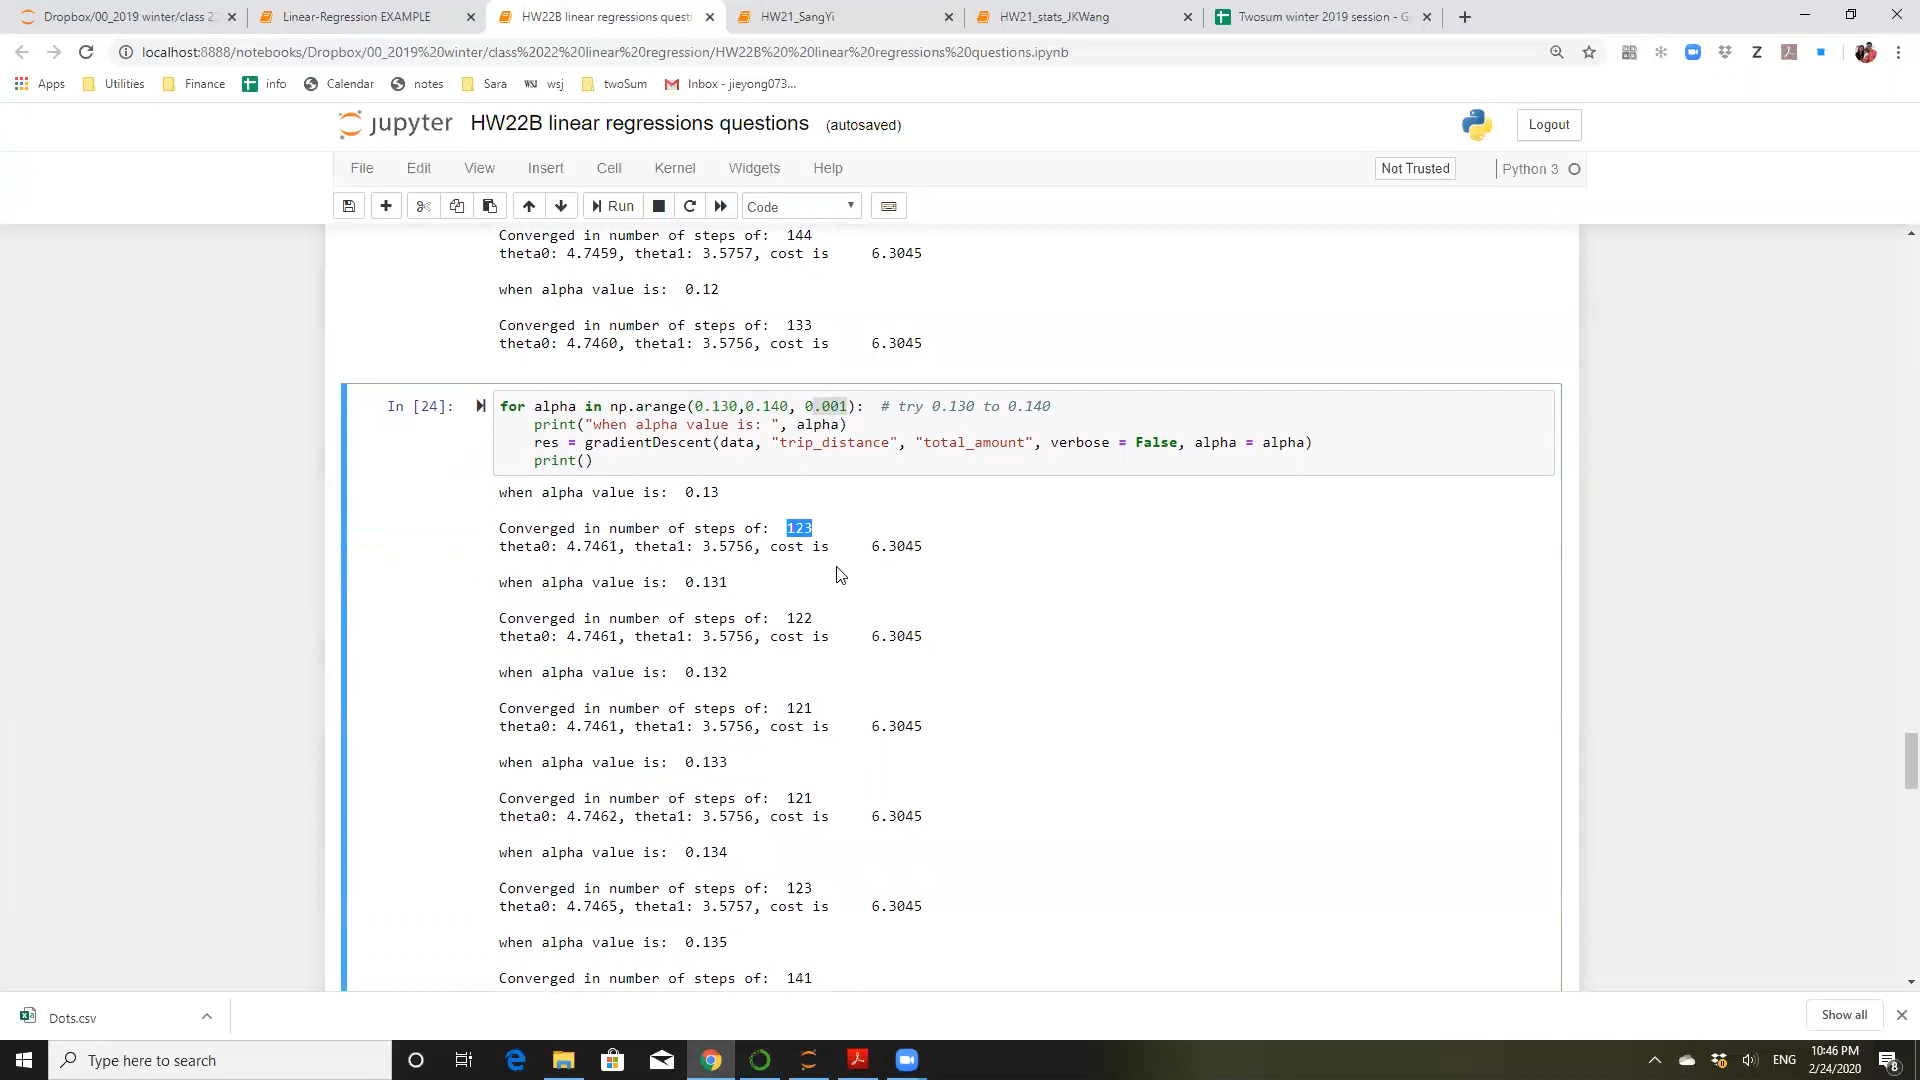 Dropbox/00_2019 winter/class 2
Linear-Regression EXAMPLE
HW22B linear regressions questi
HW21_SangYi
HW21_stats_JKWang
Twosum winter 2019 session - G
localhost:8888/notebooks/Dropbox/00_2019%20winter/class%2022%20linear%20regression/HW22B%20%20linear%20regressions%20questions.ipynb
Apps
Utilities
Finance
info
Calendar
notes
Sara
WSJ wsj
twoSum
Inbox - jieyong073...
jupyter HW22B linear regressions questions (autosaved)
Logout
File Edit View Insert Cell Kernel Widgets Help
Not Trusted
Python 3
Run
Code
Converged in number of steps of:  144
theta0: 4.7459, theta1: 3.5757, cost is     6.3045
when alpha value is:  0.12
Converged in number of steps of:  133
theta0: 4.7460, theta1: 3.5756, cost is     6.3045
In [24]: for alpha in np.arange(0.130,0.140, 0.001):  # try 0.130 to 0.140
print("when alpha value is: ", alpha)
res = gradientDescent(data, "trip_distance", "total_amount", verbose = False, alpha = alpha)
print()
when alpha value is:  0.13
Converged in number of steps of:  123
theta0: 4.7461, theta1: 3.5756, cost is     6.3045
when alpha value is:  0.131
Converged in number of steps of:  122
theta0: 4.7461, theta1: 3.5756, cost is     6.3045
when alpha value is:  0.132
Converged in number of steps of:  121
theta0: 4.7461, theta1: 3.5756, cost is     6.3045
when alpha value is:  0.133
Converged in number of steps of:  121
theta0: 4.7462, theta1: 3.5756, cost is     6.3045
when alpha value is:  0.134
Converged in number of steps of:  123
theta0: 4.7465, theta1: 3.5757, cost is     6.3045
when alpha value is:  0.135
Converged in number of steps of:  141
Dots.csv
Show all
Type here to search
ENG
10:46 PM
2/24/2020
8